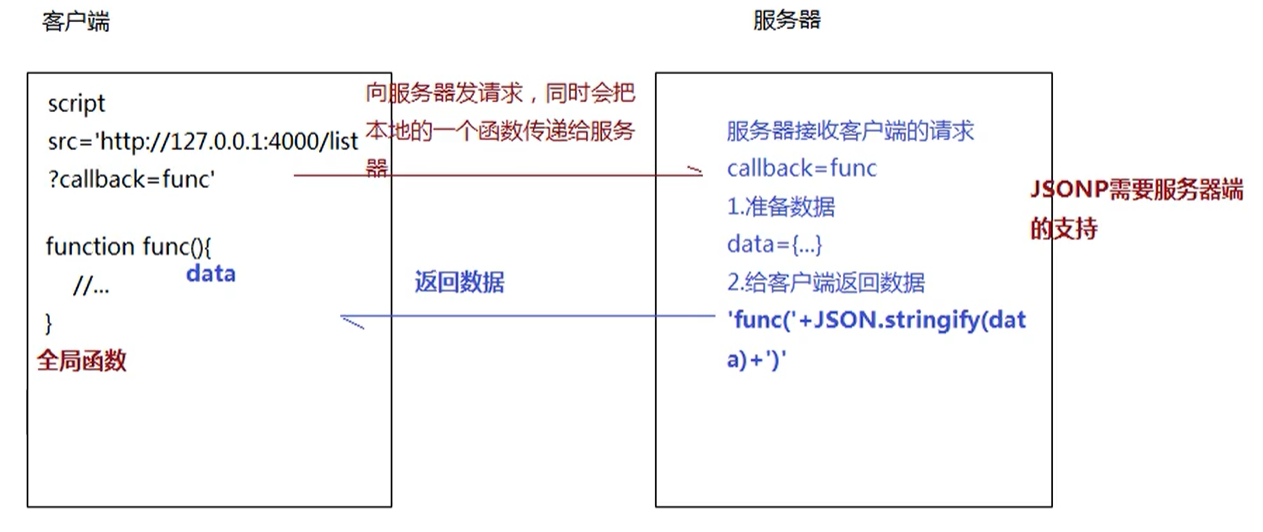 客户端
服务器
script
src='http://127.0.0.1:4000/list
?callback=func'
function func(){
data
//...
}
全局函数
向服务器发请求，同时会把
本地的一个函数传递给服务
器
返回数据
服务器接收客户端的请求
callback=func
1.准备数据
data={...}
2.给客户端返回数据
'func('+JSON.stringify(dat
a)+')'
JSONP需要服务器端
的支持